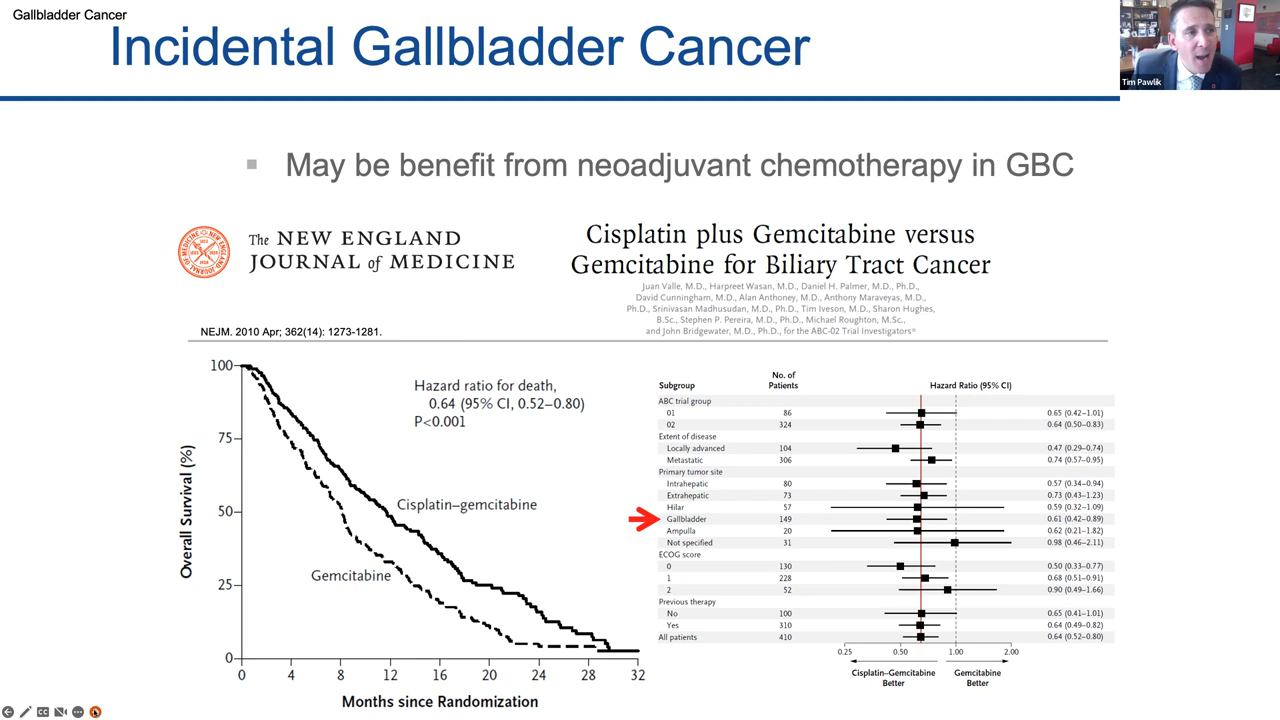 Gallbladder Cancer
Incidental Gallbladder Cancer
Tim Pawlik
▪ May be benefit from neoadjuvant chemotherapy in GBC
The NEW ENGLAND
JOURNAL of MEDICINE
Cisplatin plus Gemcitabine versus
Gemcitabine for Biliary Tract Cancer
Juan Valle, M.D., Harpreet Wasan, M.D., Daniel H. Palmer, M.D., Ph.D.,
David Cunningham, M.D., Alan Anthoney, M.D., Anthony Maraveyas, M.D.,
Ph.D., Srinivasan Madhusudan, M.D., Ph.D., Tim Iveson, M.D., Sharon Hughes,
B.Sc., Stephen P. Pereira, M.D., Ph.D., Michael Roughton, M.Sc.,
and John Bridgewater, M.D., Ph.D., for the ABC-02 Trial Investigators*
NEJM. 2010 Apr; 362(14): 1273-1281.
Overall Survival (%)
100
75
50
25
0
Hazard ratio for death,
0.64 (95% CI, 0.52–0.80)
P<0.001
Cisplatin–gemcitabine
Gemcitabine
0 4 8 12 16 20 24 28 32
Months since Randomization
Subgroup No. of Patients Hazard Ratio (95% CI)
ABC trial group
01 86 0.65 (0.42–1.01)
02 324 0.64 (0.50–0.83)
Extent of disease
Locally advanced 104 0.47 (0.29–0.74)
Metastatic 306 0.74 (0.57–0.95)
Primary tumor site
Intrahepatic 80 0.57 (0.34–0.94)
Extrahepatic 73 0.73 (0.43–1.23)
Hilar 57 0.59 (0.32–1.09)
Gallbladder 149 0.61 (0.42–0.89)
Ampulla 20 0.62 (0.21–1.82)
Not specified 31 0.98 (0.46–2.11)
ECOG score
0 130 0.50 (0.33–0.77)
1 228 0.68 (0.51–0.91)
2 52 0.90 (0.49–1.66)
Previous therapy
No 100 0.65 (0.41–1.01)
Yes 310 0.64 (0.49–0.82)
All patients 410 0.64 (0.52–0.80)
0.25 0.50 1.00 2.00
Cisplatin–Gemcitabine
Better
Gemcitabine
Better
CC